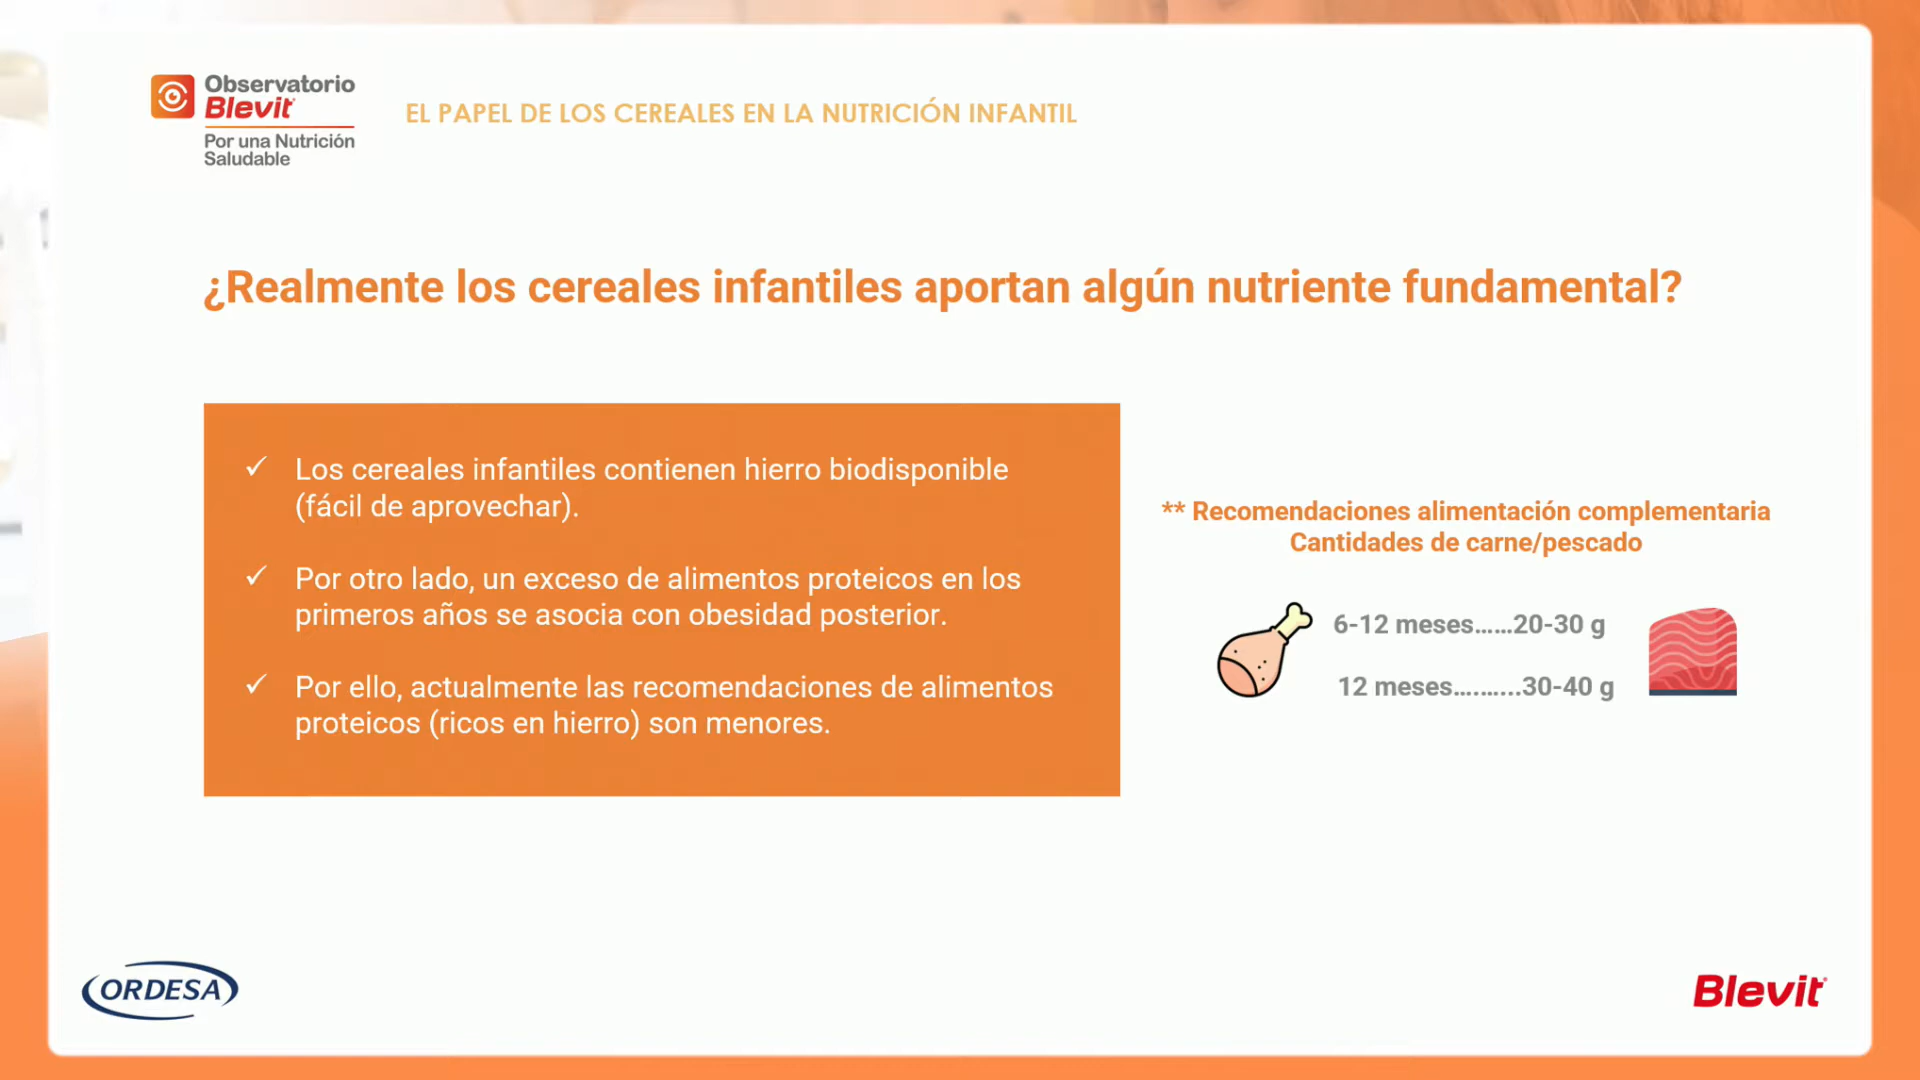 Observatorio
Blevit
Por una Nutrición
Saludable
EL PAPEL DE LOS CEREALES EN LA NUTRICIÓN INFANTIL
¿Realmente los cereales infantiles aportan algún nutriente fundamental?
✓ Los cereales infantiles contienen hierro biodisponible
(fácil de aprovechar).
✓ Por otro lado, un exceso de alimentos proteicos en los
primeros años se asocia con obesidad posterior.
✓ Por ello, actualmente las recomendaciones de alimentos
proteicos (ricos en hierro) son menores.
** Recomendaciones alimentación complementaria
Cantidades de carne/pescado
6-12 meses......20-30 g
12 meses..........30-40 g
ORDESA
Blevit